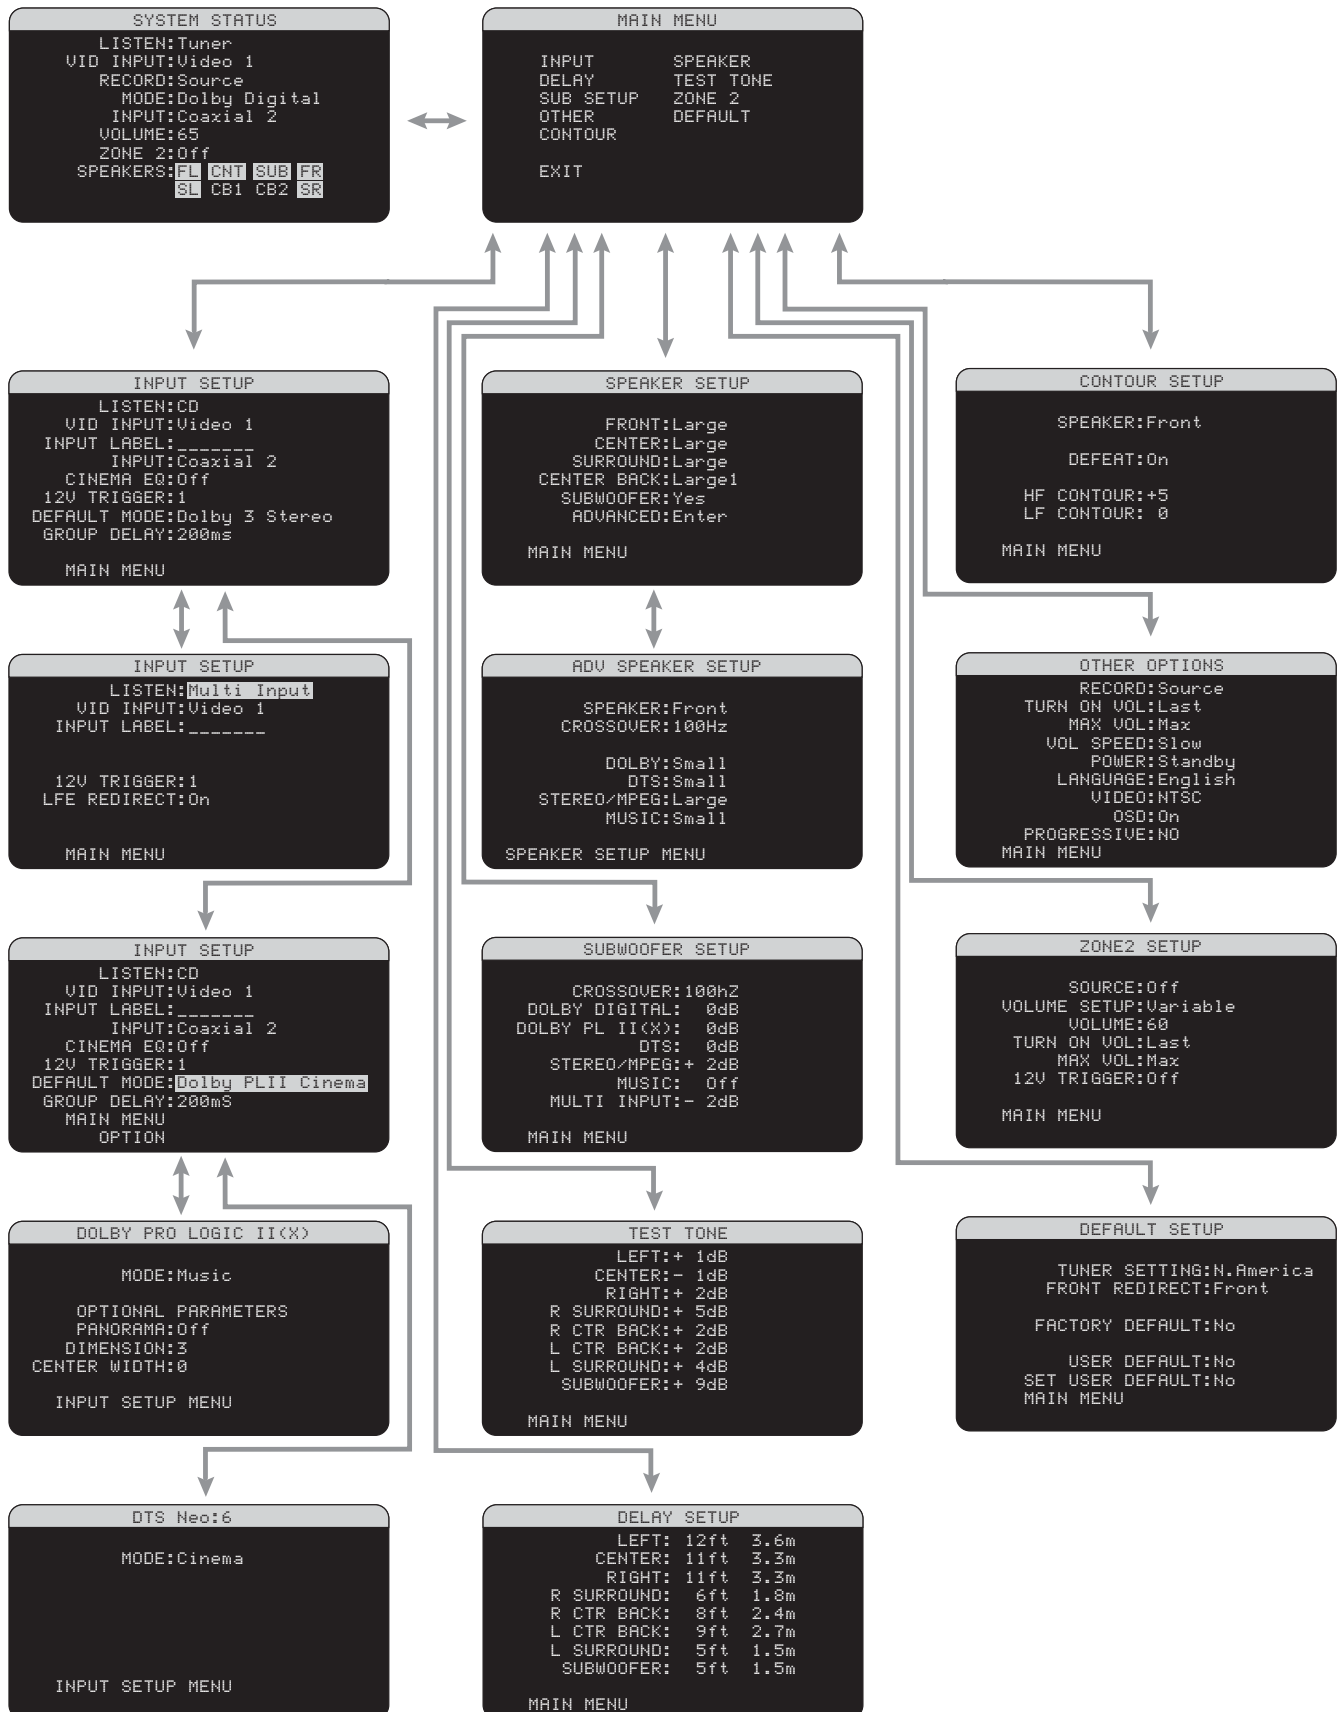 SYSTEM STATUS
LISTEN:Tuner
VID INPUT:Video 1
RECORD:Source
MODE:Dolby Digital
INPUT:Coaxial 2
VOLUME:65
ZONE 2:Off
SPEAKERS:FL CNT SUB FR
SL CB1 CB2 SR
MAIN MENU
INPUT SPEAKER
DELAY TEST TONE
SUB SETUP ZONE 2
OTHER DEFAULT
CONTOUR
EXIT
INPUT SETUP
LISTEN:CD
VID INPUT:Video 1
INPUT LABEL:_______
INPUT:Coaxial 2
CINEMA EQ:Off
12V TRIGGER:1
DEFAULT MODE:Dolby 3 Stereo
GROUP DELAY:200ms
MAIN MENU
SPEAKER SETUP
FRONT:Large
CENTER:Large
SURROUND:Large
CENTER BACK:Large1
SUBWOOFER:Yes
ADVANCED:Enter
MAIN MENU
CONTOUR SETUP
SPEAKER:Front
DEFEAT:On
HF CONTOUR:+5
LF CONTOUR: 0
MAIN MENU
INPUT SETUP
LISTEN:Multi Input
VID INPUT:Video 1
INPUT LABEL:_______
12V TRIGGER:1
LFE REDIRECT:On
MAIN MENU
ADV SPEAKER SETUP
SPEAKER:Front
CROSSOVER:100Hz
DOLBY:Small
DTS:Small
STEREO/MPEG:Large
MUSIC:Small
SPEAKER SETUP MENU
OTHER OPTIONS
RECORD:Source
TURN ON VOL:Last
MAX VOL:Max
VOL SPEED:Slow
POWER:Standby
LANGUAGE:English
VIDEO:NTSC
OSD:On
PROGRESSIVE:NO
MAIN MENU
INPUT SETUP
LISTEN:CD
VID INPUT:Video 1
INPUT LABEL:_______
INPUT:Coaxial 2
CINEMA EQ:Off
12V TRIGGER:1
DEFAULT MODE:Dolby PLII Cinema
GROUP DELAY:200mS
MAIN MENU
OPTION
SUBWOOFER SETUP
CROSSOVER:100hZ
DOLBY DIGITAL: 0dB
DOLBY PL II(X): 0dB
DTS: 0dB
STEREO/MPEG:+ 2dB
MUSIC: Off
MULTI INPUT:- 2dB
MAIN MENU
ZONE2 SETUP
SOURCE:Off
VOLUME SETUP:Variable
VOLUME:60
TURN ON VOL:Last
MAX VOL:Max
12V TRIGGER:Off
MAIN MENU
DOLBY PRO LOGIC II(X)
MODE:Music
OPTIONAL PARAMETERS
PANORAMA:Off
DIMENSION:3
CENTER WIDTH:0
INPUT SETUP MENU
TEST TONE
LEFT:+ 1dB
CENTER:- 1dB
RIGHT:+ 2dB
R SURROUND:+ 5dB
R CTR BACK:+ 2dB
L CTR BACK:+ 2dB
L SURROUND:+ 4dB
SUBWOOFER:+ 9dB
MAIN MENU
DEFAULT SETUP
TUNER SETTING:N.America
FRONT REDIRECT:Front
FACTORY DEFAULT:No
USER DEFAULT:No
SET USER DEFAULT:No
MAIN MENU
DTS Neo:6
MODE:Cinema
INPUT SETUP MENU
DELAY SETUP
LEFT: 12ft 3.6m
CENTER: 11ft 3.3m
RIGHT: 11ft 3.3m
R SURROUND: 6ft 1.8m
R CTR BACK: 8ft 2.4m
L CTR BACK: 9ft 2.7m
L SURROUND: 5ft 1.5m
SUBWOOFER: 5ft 1.5m
MAIN MENU